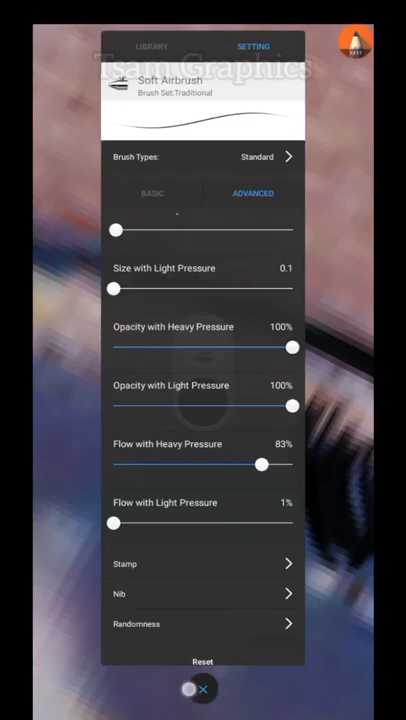 LIBRARY SETTING
Tsam Graphics
Soft Airbrush
Brush Set:Traditional
Brush Types: Standard
BASIC ADVANCED
Size with Light Pressure 0.1
Opacity with Heavy Pressure 100%
Opacity with Light Pressure 100%
Flow with Heavy Pressure 83%
Flow with Light Pressure 1%
Stamp
Nib
Randomness
Reset